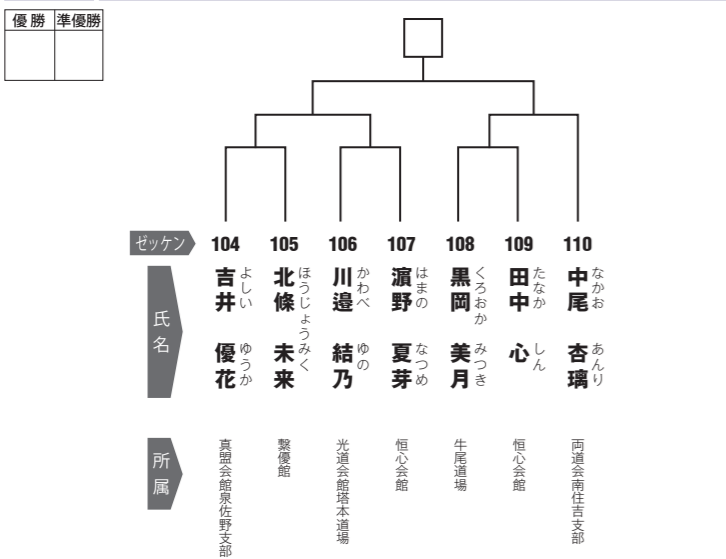 優勝 準優勝
ゼッケン 104 105 106 107 108 109 110
氏名
吉井 優花
よしい ゆうか
北條 未来
ほうじょう みく
川邉 結乃
かわべ ゆの
濵野 夏芽
はまの なつめ
黒岡 美月
くろおか みつき
田中 心
たなか しん
中尾 杏璃
なかお あんり
所属
真盟会館泉佐野支部
繋優館
光道会館塔本道場
恒心会館
牛尾道場
恒心会館
両道会南住吉支部